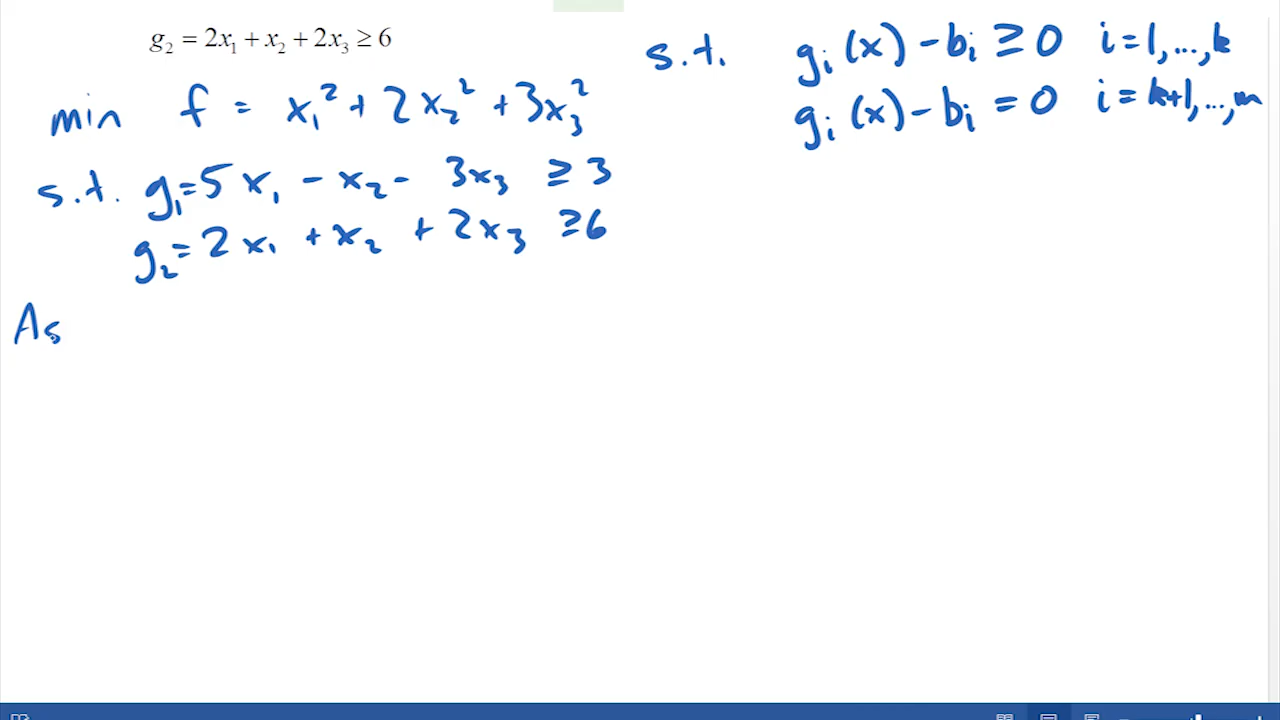 g₂ = 2x₁ + x₂ + 2x₃ ≥ 6
min f = x₁² + 2x₂² + 3x₃²
s.t. g₁ = 5x₁ - x₂ - 3x₃ ≥ 3
g₂ = 2x₁ + x₂ + 2x₃ ≥ 6
As
s.t. gᵢ(x) - bᵢ ≥ 0 i = 1, ..., k
gᵢ(x) - bᵢ = 0 i = k+1, ..., m